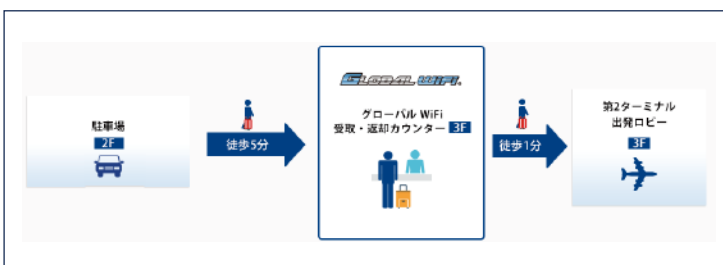 駐車場
2F
徒歩5分
GLOBAL WiFi.
グローバル WiFi
受取・返却カウンター 3F
徒歩1分
第2ターミナル
出発ロビー
3F